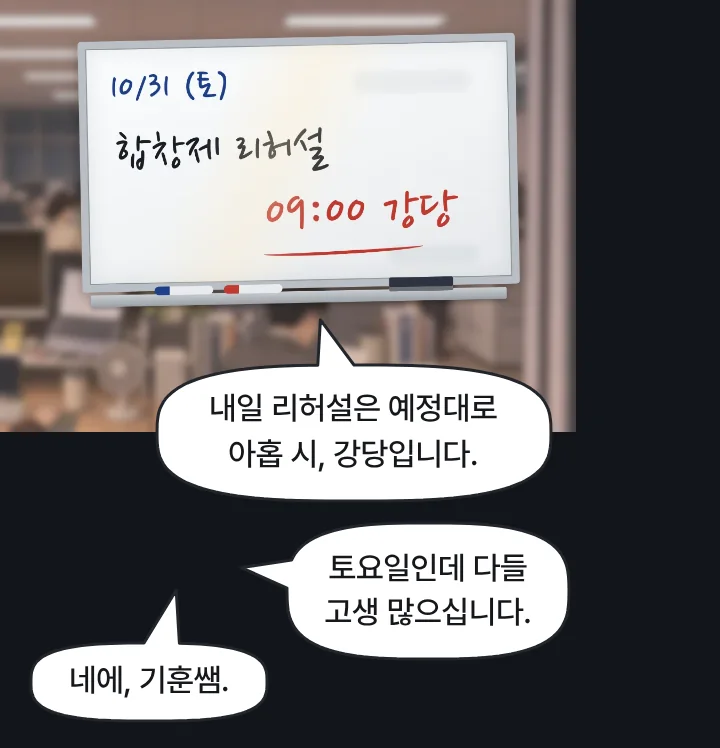 10/31 (토)
합창제 리허설
09:00 강당
내일 리허설은 예정대로
아홉 시, 강당입니다.
토요일인데 다들
고생 많으십니다.
네에, 기훈쌤.